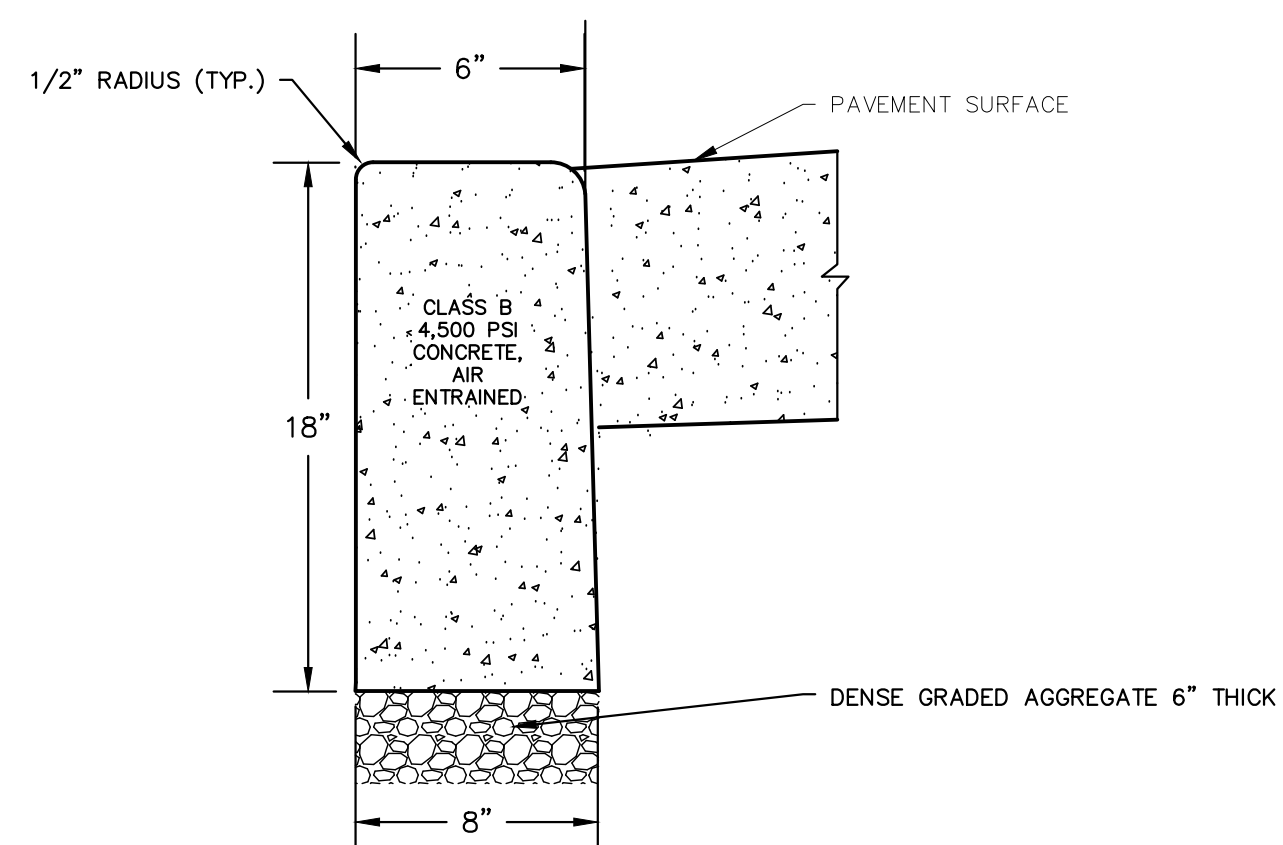 6”
1/2” RADIUS (TYP.)
PAVEMENT SURFACE
CLASS B
4,500 PSI
CONCRETE,
AIR
ENTRAINED
18”
DENSE GRADED AGGREGATE 6” THICK
8”